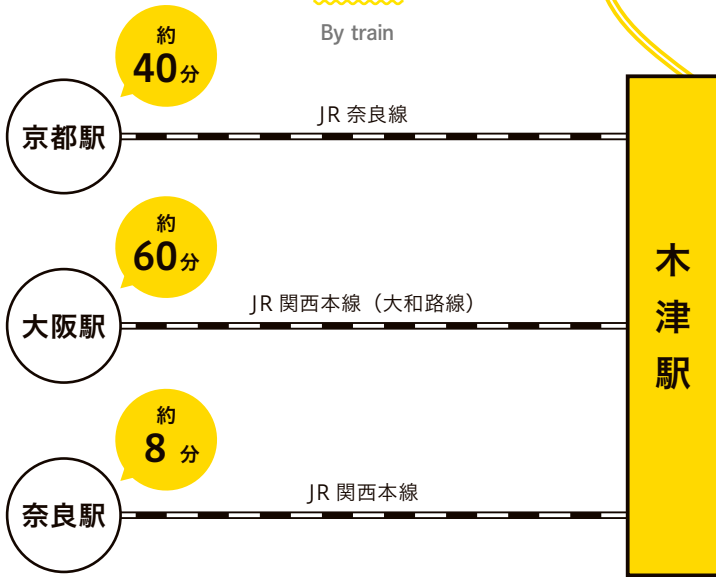 By train
約
40分
京都駅
JR 奈良線
約
60分
大阪駅
JR 関西本線（大和路線）
約
8 分
奈良駅
JR 関西本線
木津駅